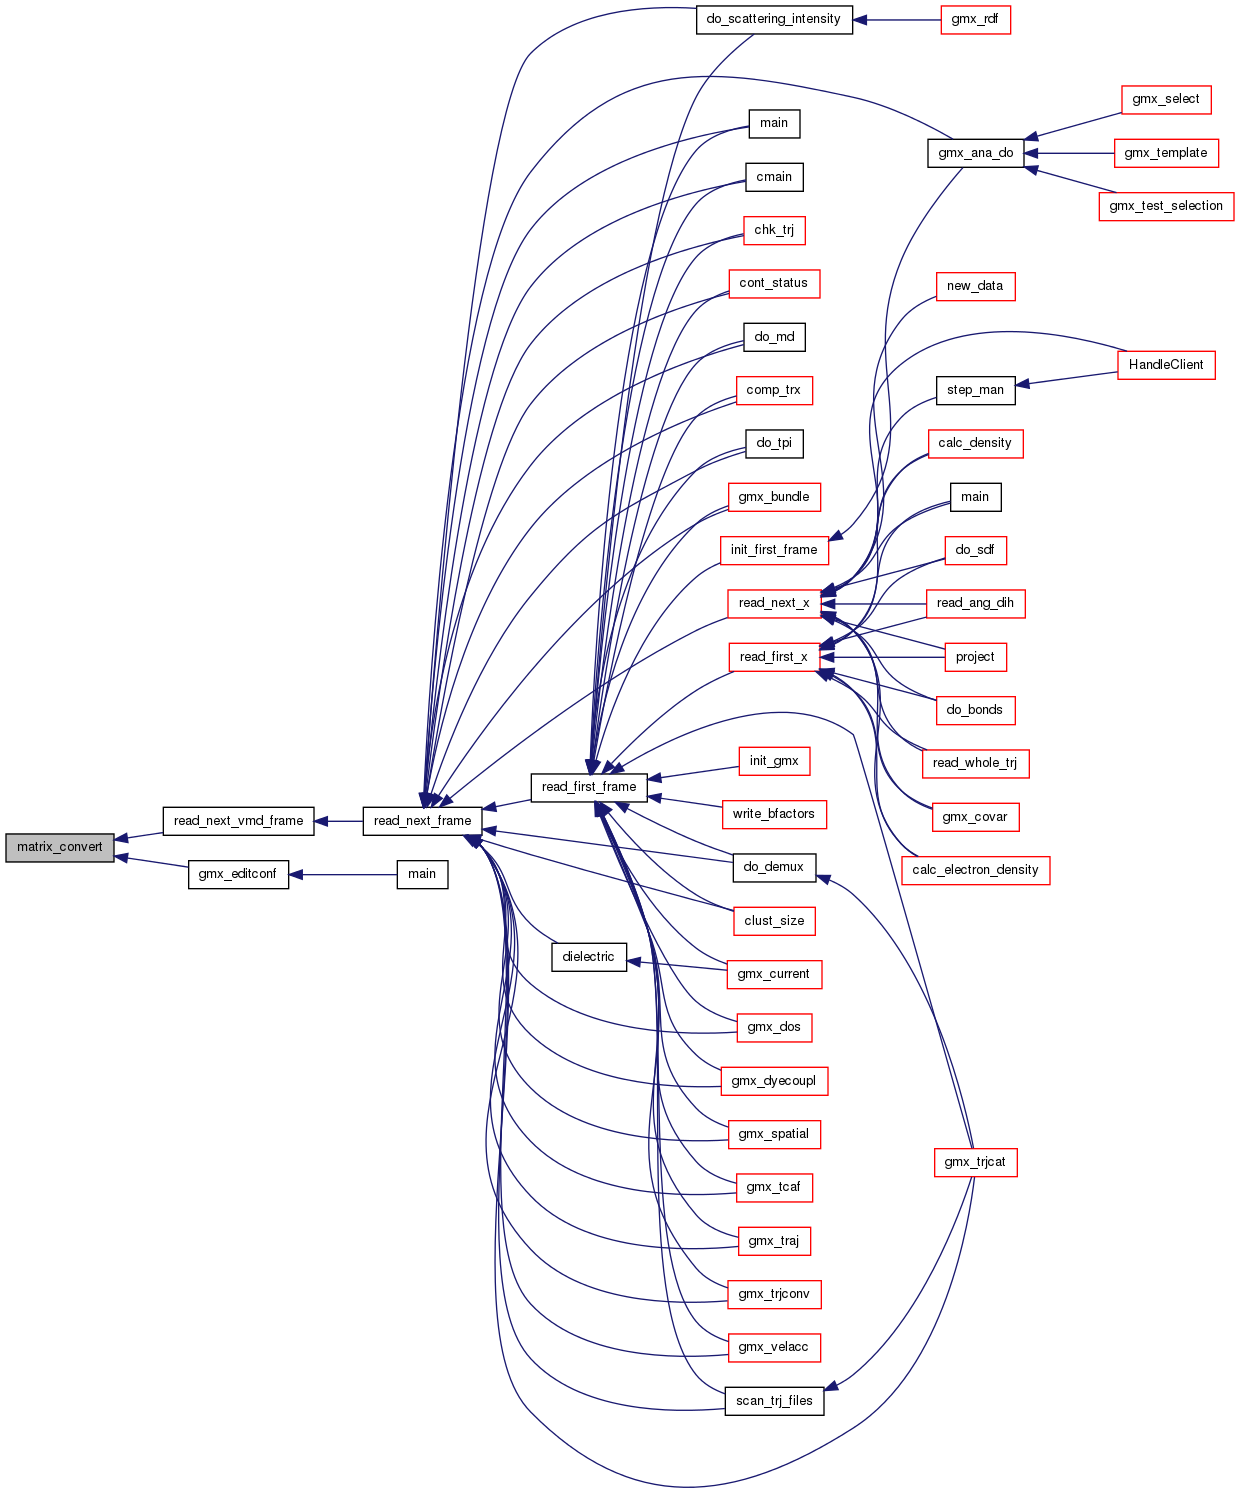 do_scattering_intensity
gmx_rdf
gmx_select
main
gmx_ana_do
gmx_template
cmain
gmx_test_selection
chk_trj
cont_status
new_data
do_md
HandleClient
comp_trx
step_man
do_tpi
calc_density
gmx_bundle
main
init_first_frame
do_sdf
read_next_x
read_ang_dih
read_first_x
project
do_bonds
init_gmx
read_whole_trj
read_first_frame
write_bfactors
gmx_covar
read_next_vmd_frame
read_next_frame
matrix_convert
gmx_editconf
main
do_demux
calc_electron_density
clust_size
dielectric
gmx_current
gmx_dos
gmx_dyecoupl
gmx_spatial
gmx_trjcat
gmx_tcaf
gmx_traj
gmx_trjconv
gmx_velacc
scan_trj_files